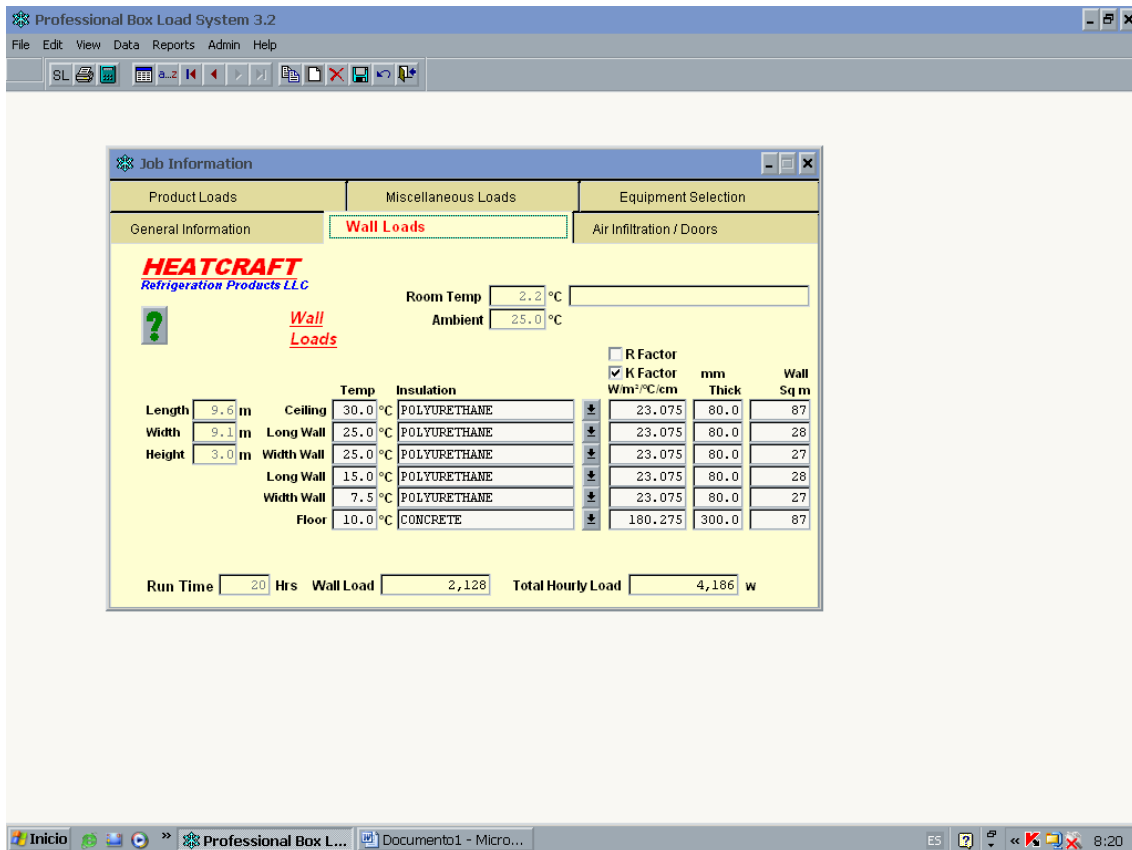 Professional Box Load System 3.2
File Edit View Data Reports Admin Help
SL a..z
Job Information
Product Loads Miscellaneous Loads Equipment Selection
General Information Wall Loads Air Infiltration / Doors
HEATCRAFT
Refrigeration Products LLC
Room Temp 2.2 °C
? Wall Ambient 25.0 °C
Loads
R Factor
K Factor mm Wall
Temp Insulation W/m²/°C/cm Thick Sq m
Length 9.6 m Ceiling 30.0 °C POLYURETHANE 23.075 80.0 87
Width 9.1 m Long Wall 25.0 °C POLYURETHANE 23.075 80.0 28
Height 3.0 m Width Wall 25.0 °C POLYURETHANE 23.075 80.0 27
Long Wall 15.0 °C POLYURETHANE 23.075 80.0 28
Width Wall 7.5 °C POLYURETHANE 23.075 80.0 27
Floor 10.0 °C CONCRETE 180.275 300.0 87
Run Time 20 Hrs Wall Load 2,128 Total Hourly Load 4,186 w
Inicio » Professional Box L... Documento1 - Micro... ES ? « K 8:20